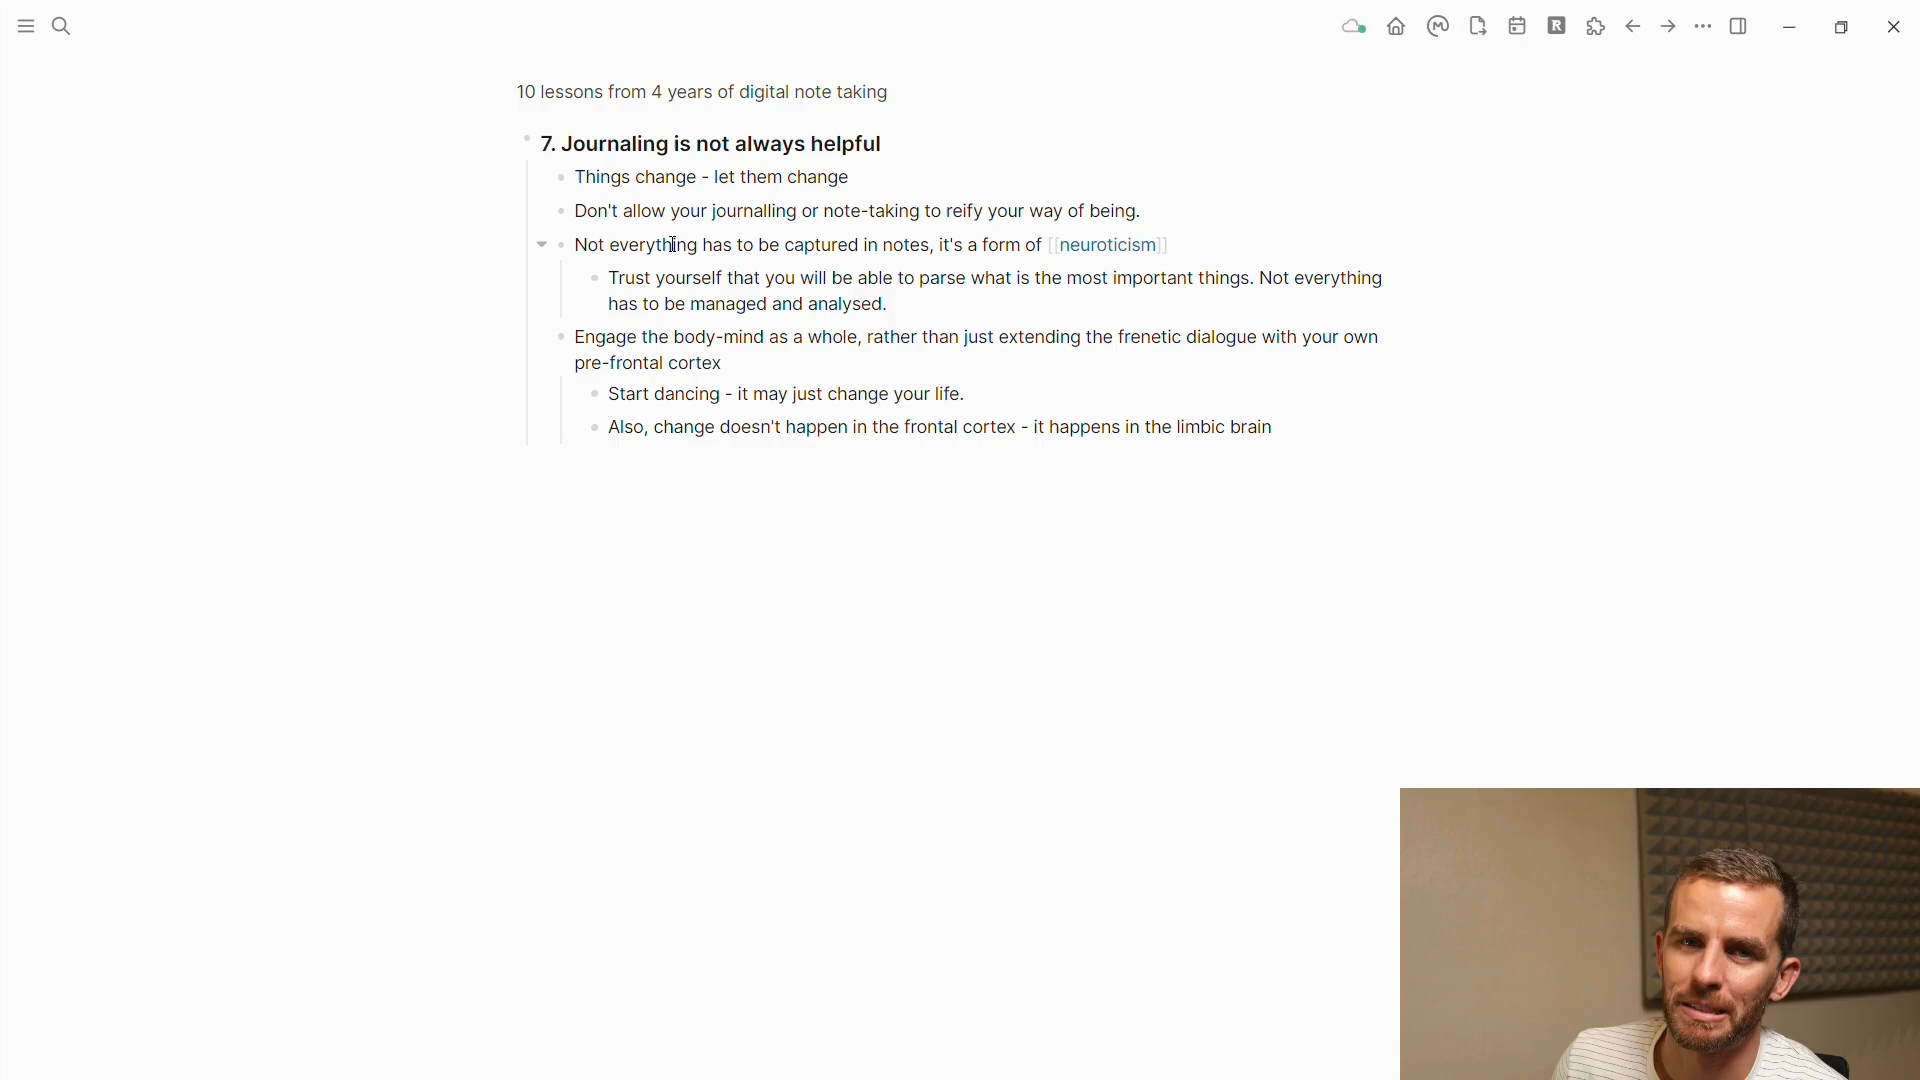 10 lessons from 4 years of digital note taking
7. Journaling is not always helpful
Things change - let them change
Don't allow your journalling or note-taking to reify your way of being.
Not everything has to be captured in notes, it's a form of [[neuroticism]]
Trust yourself that you will be able to parse what is the most important things. Not everything
has to be managed and analysed.
Engage the body-mind as a whole, rather than just extending the frenetic dialogue with your own
pre-frontal cortex
Start dancing - it may just change your life.
Also, change doesn't happen in the frontal cortex - it happens in the limbic brain